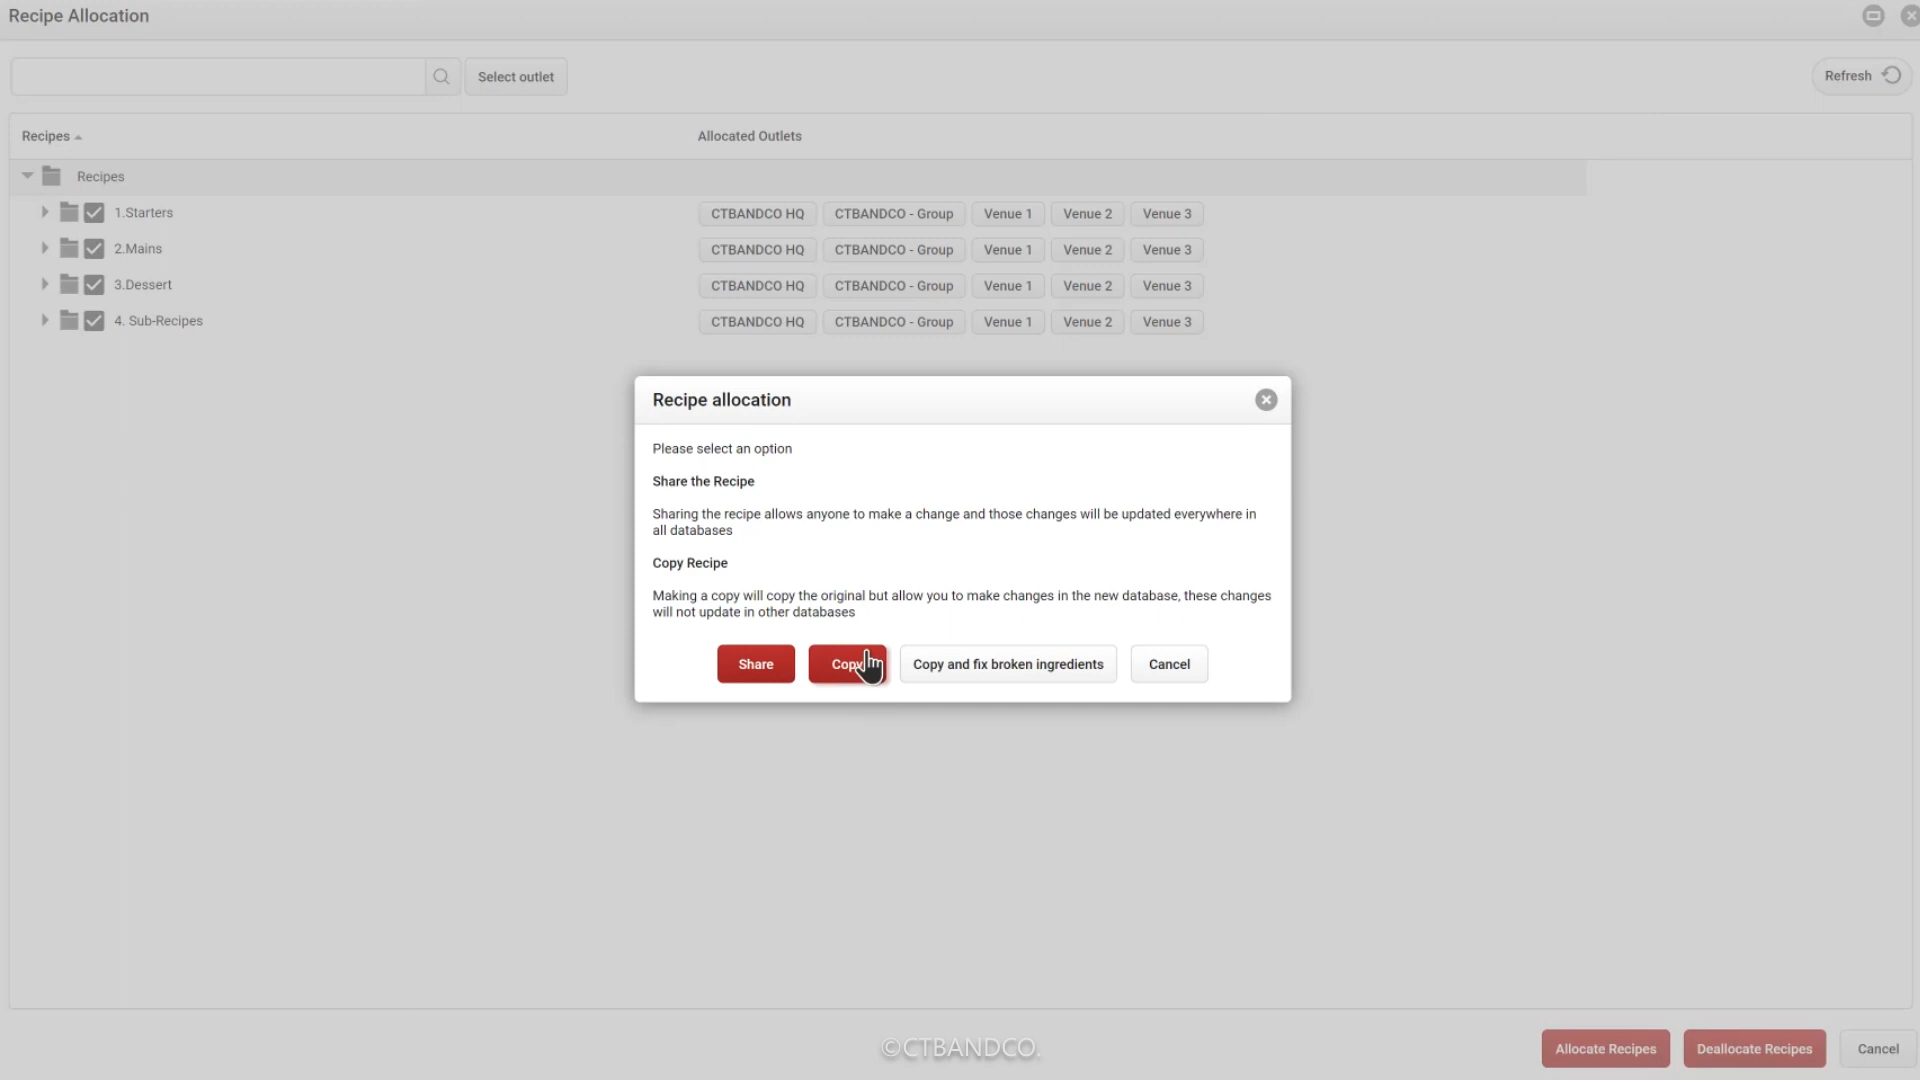 Recipe Allocation
Select outlet
Refresh
Recipes
Allocated Outlets
Recipes
1.Starters
CTBANDCO HQ CTBANDCO - Group Venue 1 Venue 2 Venue 3
2.Mains
CTBANDCO HQ CTBANDCO - Group Venue 1 Venue 2 Venue 3
3.Dessert
CTBANDCO HQ CTBANDCO - Group Venue 1 Venue 2 Venue 3
4. Sub-Recipes
CTBANDCO HQ CTBANDCO - Group Venue 1 Venue 2 Venue 3
Recipe allocation
Please select an option
Share the Recipe
Sharing the recipe allows anyone to make a change and those changes will be updated everywhere in
all databases
Copy Recipe
Making a copy will copy the original but allow you to make changes in the new database, these changes
will not update in other databases
Share
Copy
Copy and fix broken ingredients
Cancel
©CTBANDCO.
Allocate Recipes
Deallocate Recipes
Cancel